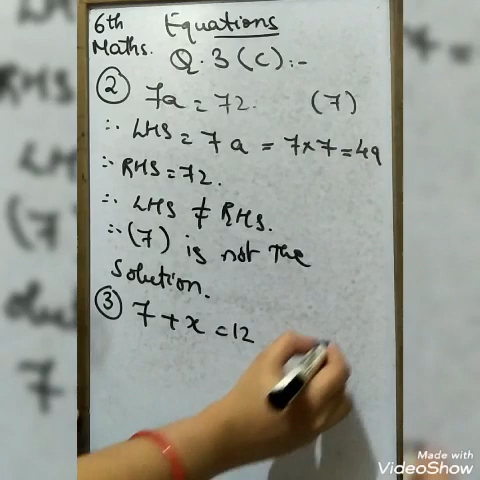 6th Equations
Maths.
Q. 3 (C) :-
② 7a = 72. (7)
∴ LHS = 7 a = 7×7 = 49
∴ RHS = 72.
∴ LHS ≠ RHS.
∴ (7) is not the
solution.
③ 7 + x = 12
Made with
VideoShow